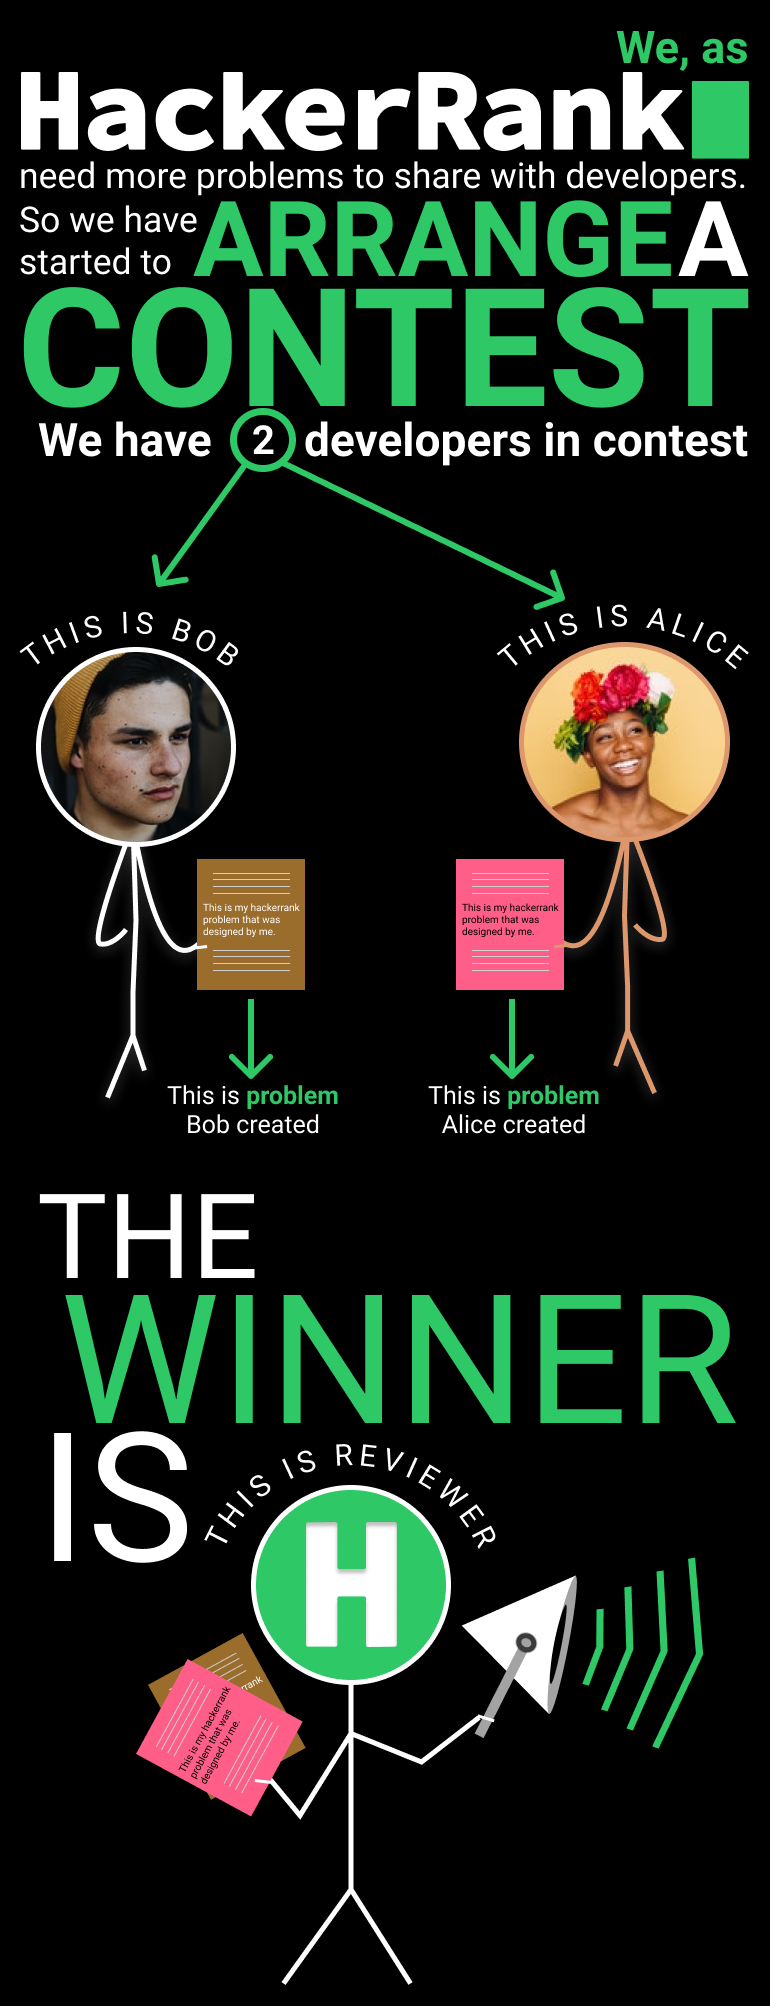 We, as
HackerRank
need more problems to share with developers.
So we have
started to
ARRANGE A
CONTEST
We have 2 developers in contest
THIS IS BOB
THIS IS ALICE
This is my hackerrank
problem that was
designed by me.
This is my hackerrank
problem that was
designed by me.
This is problem
Bob created
This is problem
Alice created
THE
WINNER
IS
THIS IS REVIEWER
H
This is my hackerrank
problem that was
designed by me.